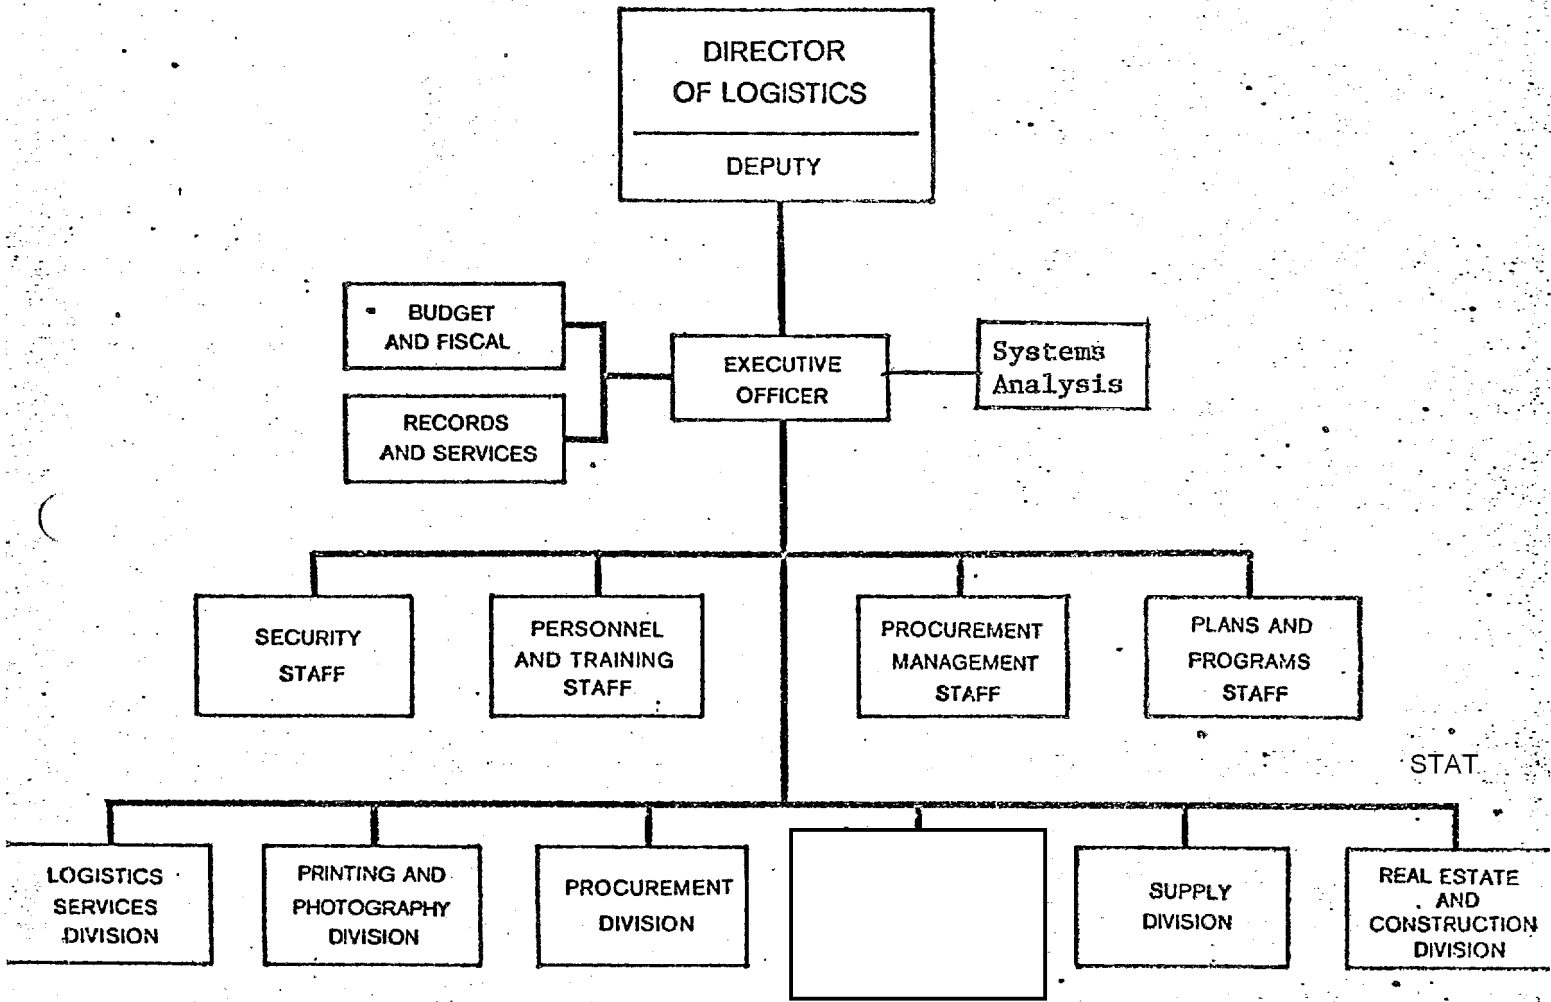 DIRECTOR
OF LOGISTICS
DEPUTY
BUDGET
AND FISCAL
RECORDS
AND SERVICES
EXECUTIVE
OFFICER
Systems
Analysis
SECURITY
STAFF
PERSONNEL
AND TRAINING
STAFF
PROCUREMENT
MANAGEMENT
STAFF
PLANS AND
PROGRAMS
STAFF
STAT
LOGISTICS
SERVICES
DIVISION
PRINTING AND
PHOTOGRAPHY
DIVISION
PROCUREMENT
DIVISION
SUPPLY
DIVISION
REAL ESTATE
AND
CONSTRUCTION
DIVISION